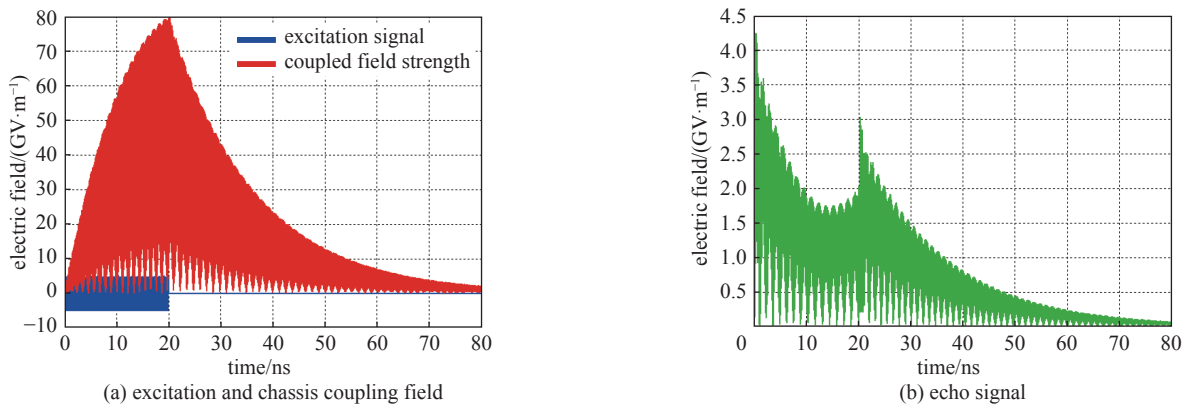 80
70
60
50
40
30
20
10
0
−10
electric field/(GV·m⁻¹)
excitation signal
coupled field strength
0 10 20 30 40 50 60 70 80
time/ns
(a) excitation and chassis coupling field
4.5
4.0
3.5
3.0
2.5
2.0
1.5
1.0
0.5
electric field/(GV·m⁻¹)
0 10 20 30 40 50 60 70 80
time/ns
(b) echo signal